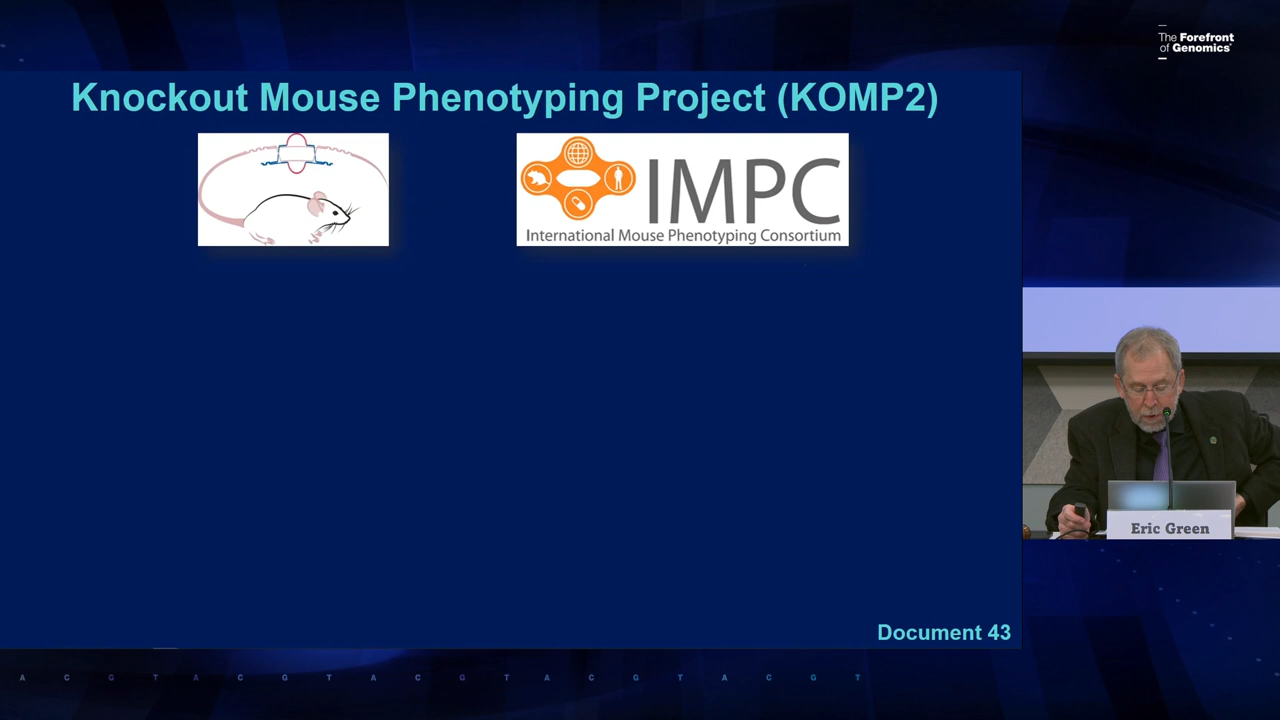 The Forefront
of Genomics®
Knockout Mouse Phenotyping Project (KOMP2)
IMPC
International Mouse Phenotyping Consortium
Eric Green
Document 43
A C G T A C G T A C G T A C G T A C G T